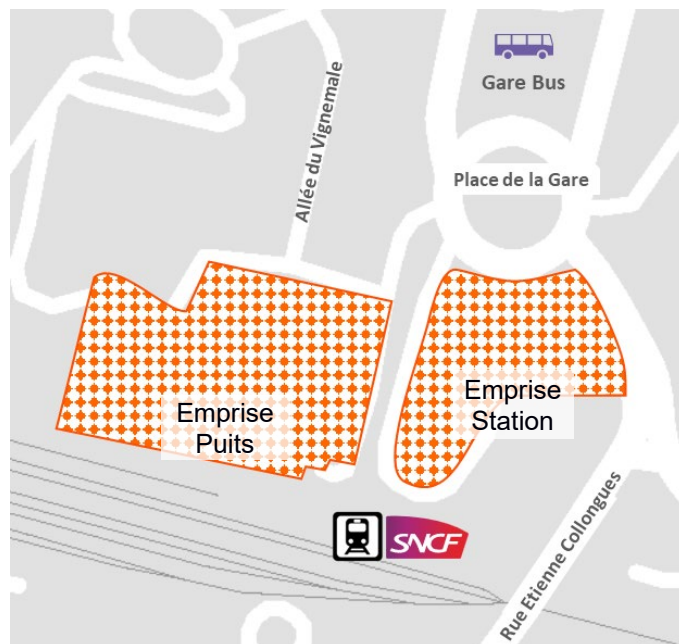 Gare Bus
Allée du Vignemale
Place de la Gare
Emprise
Puits
Emprise
Station
SNCF
Rue Etienne Collongues